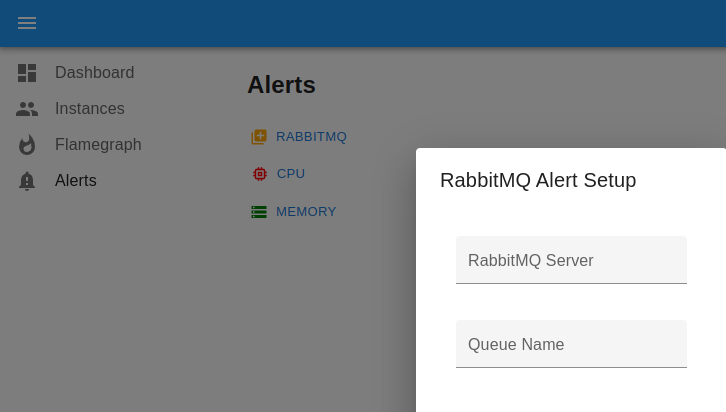 Dashboard
Instances
Flamegraph
Alerts
Alerts
RABBITMQ
CPU
MEMORY
RabbitMQ Alert Setup
RabbitMQ Server
Queue Name